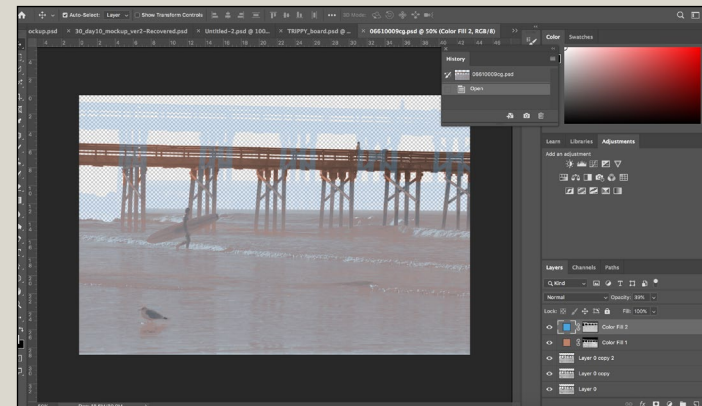 Auto-Select: Layer
Show Transform Controls
3D Mode:
ockup.psd
30_day10_mockup_ver2-Recovered.psd
Untitled-2.psd @ 100...
TRIPPY_board.psd @ ...
06610009cg.psd @ 50% (Color Fill 2, RGB/8)
History
06610009cg.psd
Open
Color
Swatches
Learn
Libraries
Adjustments
Add an adjustment
Layers
Channels
Paths
Kind
Normal
Opacity: 39%
Lock:
Fill: 100%
Color Fill 2
Color Fill 1
Layer 0 copy 2
Layer 0 copy
Layer 0